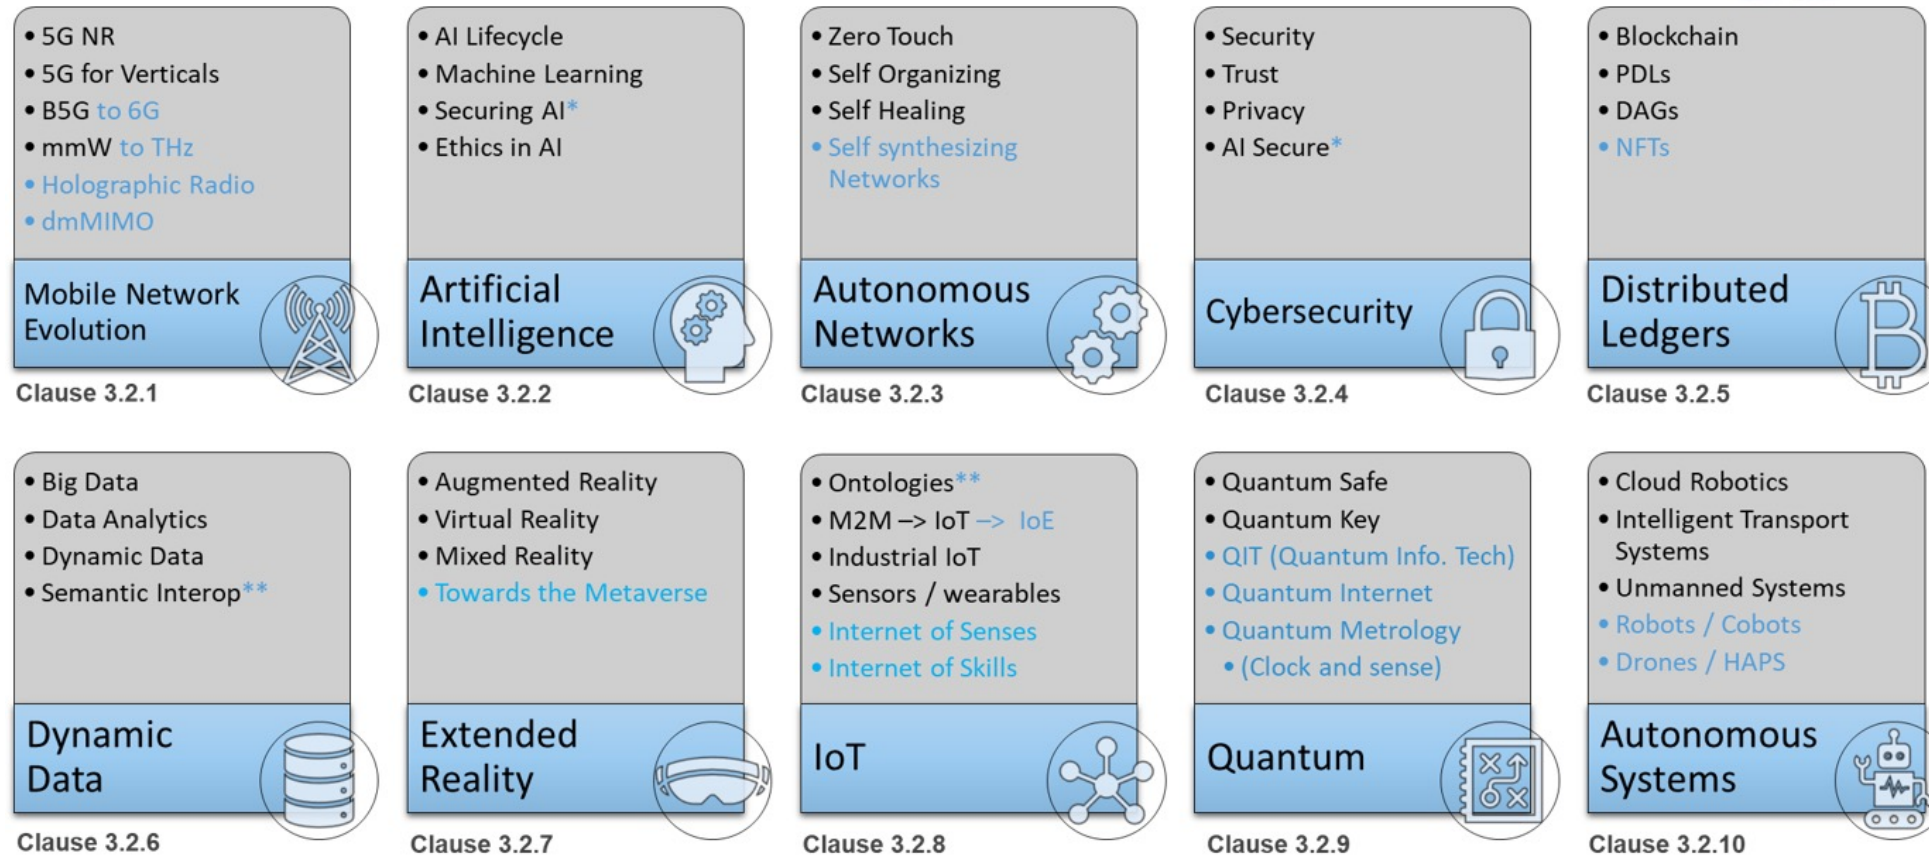 • 5G NR
• 5G for Verticals
• B5G to 6G
• mmW to THz
• Holographic Radio
• dmMIMO
Mobile Network
Evolution
Clause 3.2.1
• AI Lifecycle
• Machine Learning
• Securing AI*
• Ethics in AI
Artificial
Intelligence
Clause 3.2.2
• Zero Touch
• Self Organizing
• Self Healing
• Self synthesizing
Networks
Autonomous
Networks
Clause 3.2.3
• Security
• Trust
• Privacy
• AI Secure*
Cybersecurity
Clause 3.2.4
• Blockchain
• PDLs
• DAGs
• NFTs
Distributed
Ledgers
Clause 3.2.5
• Big Data
• Data Analytics
• Dynamic Data
• Semantic Interop**
Dynamic
Data
Clause 3.2.6
• Augmented Reality
• Virtual Reality
• Mixed Reality
• Towards the Metaverse
Extended
Reality
Clause 3.2.7
• Ontologies**
• M2M –> IoT –> IoE
• Industrial IoT
• Sensors / wearables
• Internet of Senses
• Internet of Skills
IoT
Clause 3.2.8
• Quantum Safe
• Quantum Key
• QIT (Quantum Info. Tech)
• Quantum Internet
• Quantum Metrology
• (Clock and sense)
Quantum
Clause 3.2.9
• Cloud Robotics
• Intelligent Transport
Systems
• Unmanned Systems
• Robots / Cobots
• Drones / HAPS
Autonomous
Systems
Clause 3.2.10